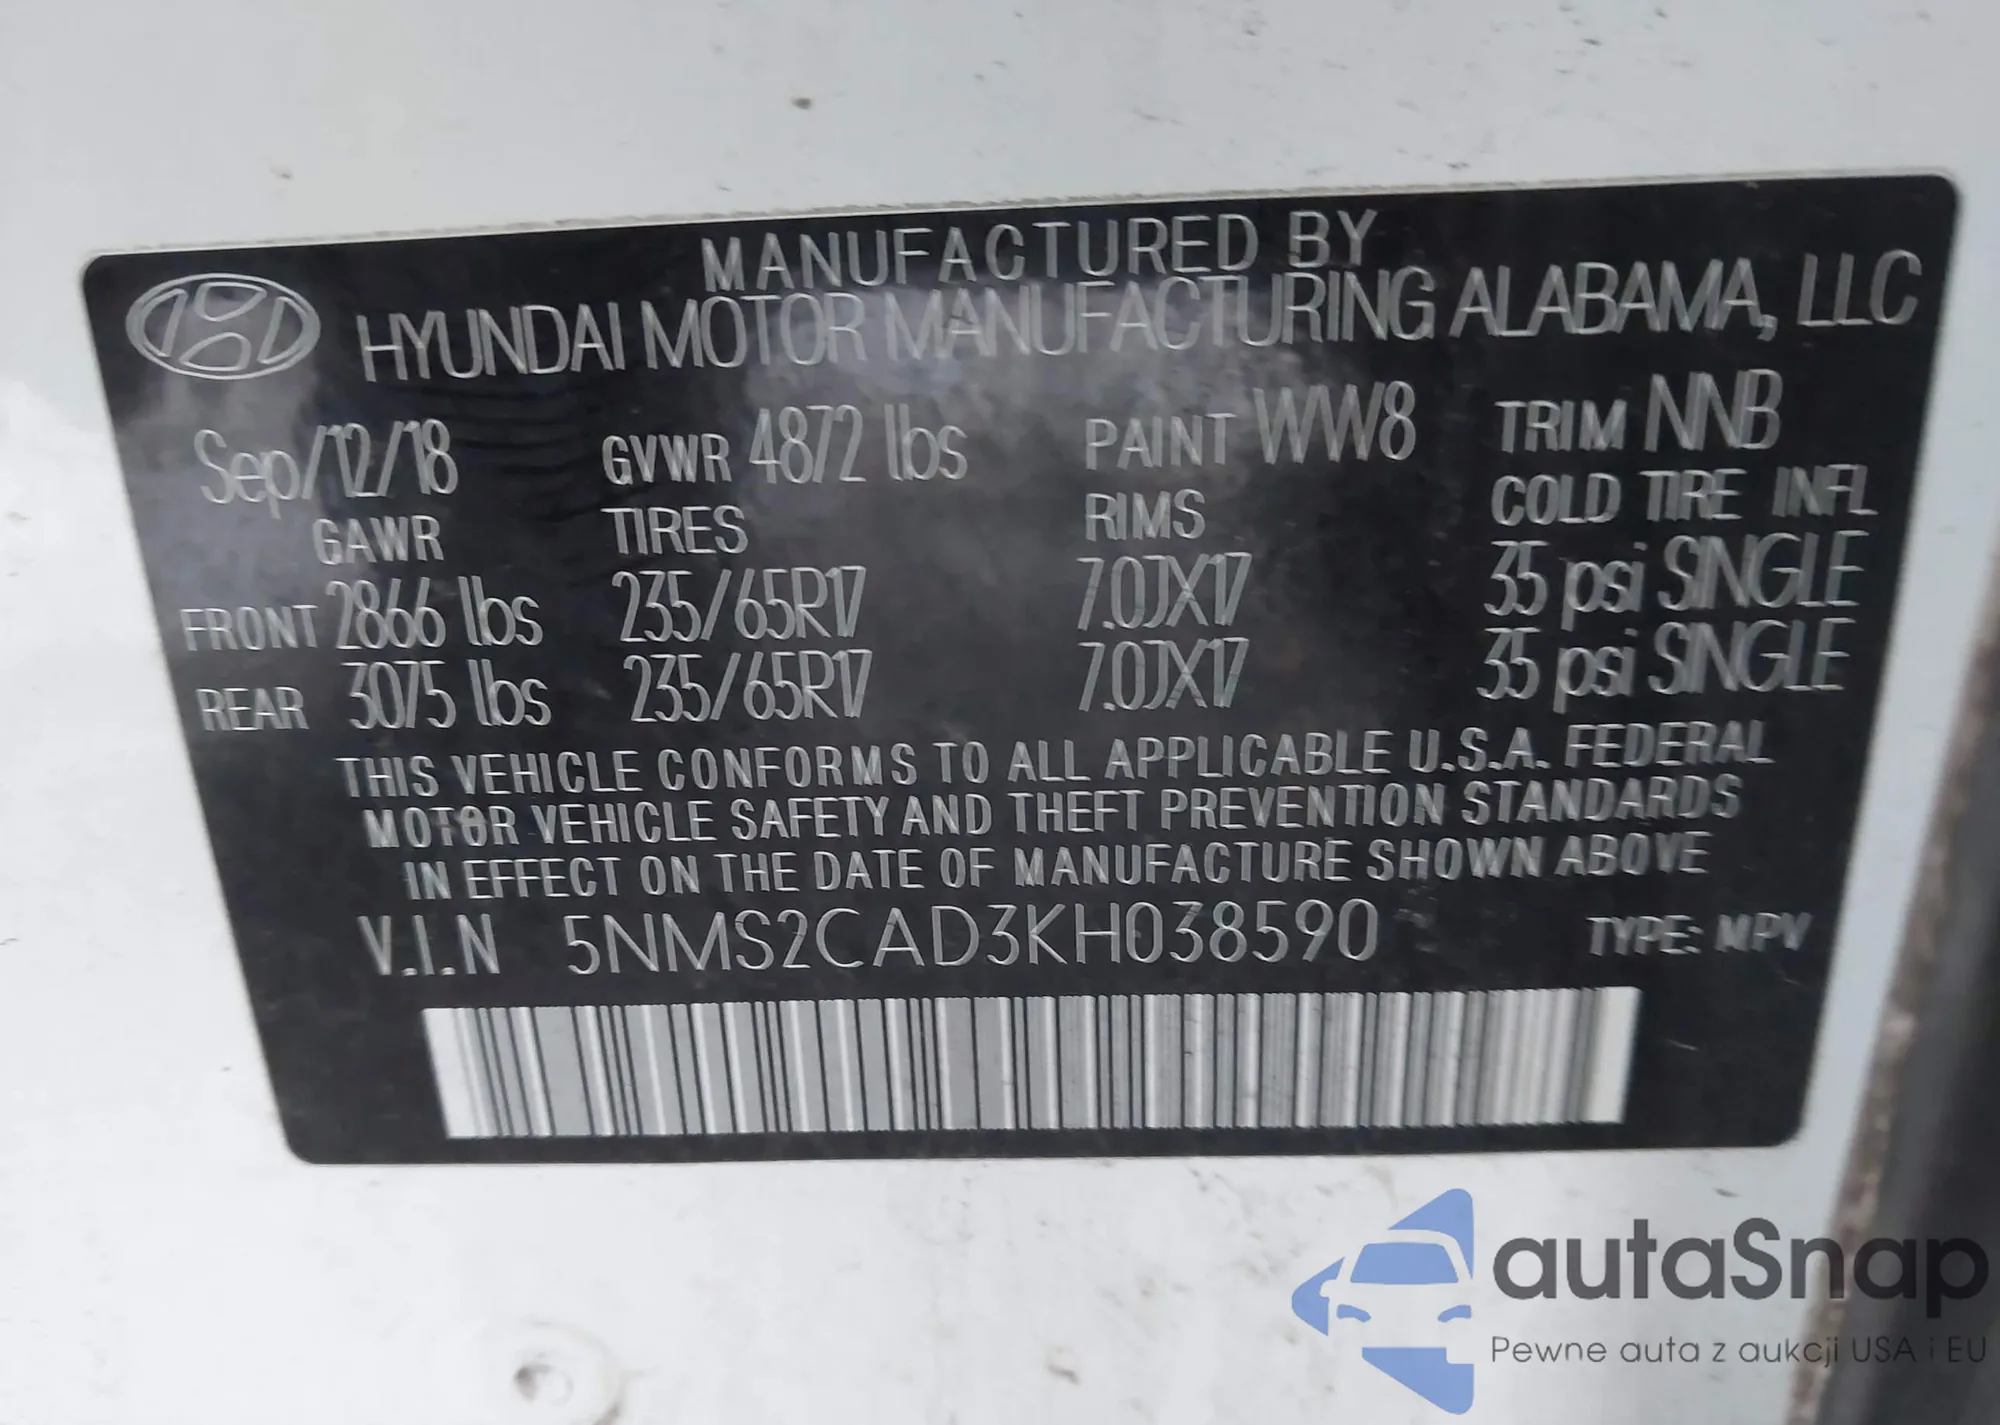 MANUFACTURED BY
HYUNDAI MOTOR MANUFACTURING ALABAMA, LLC
Sep/12/18 GVWR 4872 lbs PAINT WW8 TRIM NNB
GAWR TIRES RIMS COLD TIRE INFL
FRONT 2866 lbs 235/65R17 7.0JX17 35 psi SINGLE
REAR 3075 lbs 235/65R17 7.0JX17 35 psi SINGLE
THIS VEHICLE CONFORMS TO ALL APPLICABLE U.S.A. FEDERAL
MOTOR VEHICLE SAFETY AND THEFT PREVENTION STANDARDS
IN EFFECT ON THE DATE OF MANUFACTURE SHOWN ABOVE
V.I.N 5NMS2CAD3KH038590 TYPE: MPV
autaSnap
Pewne auta z aukcji USA i EU